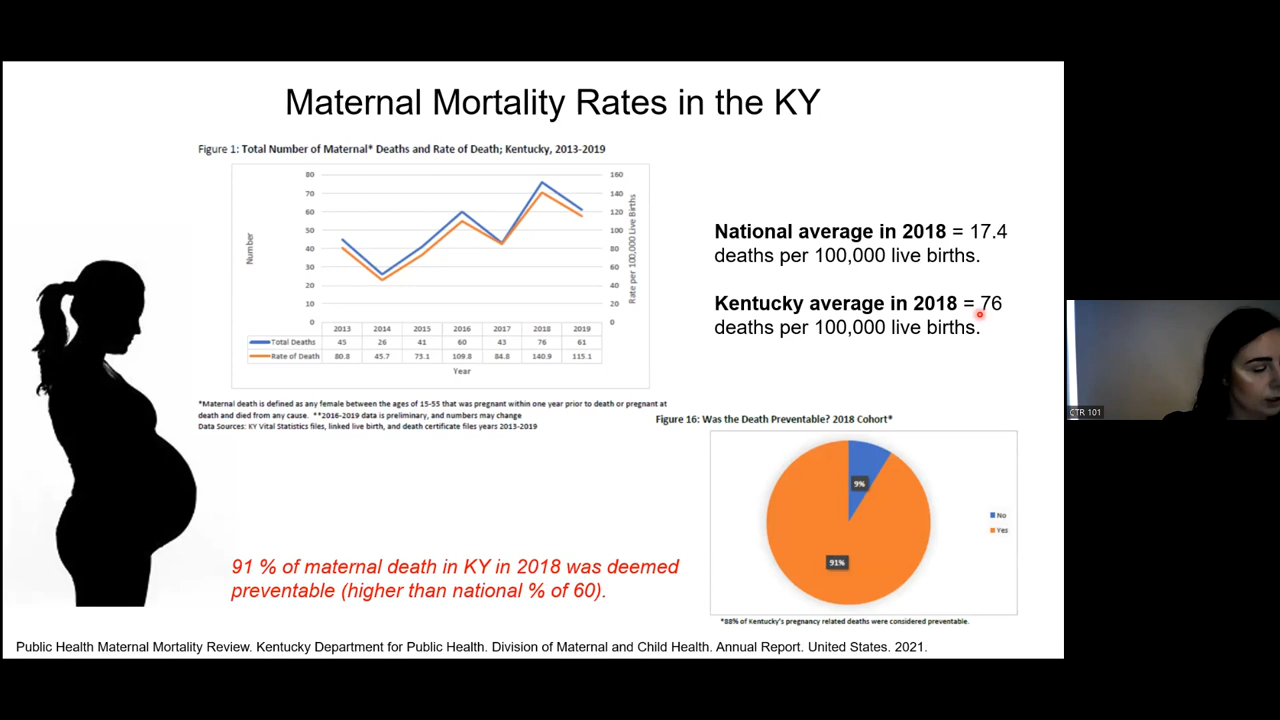 Maternal Mortality Rates in the KY
Figure 1: Total Number of Maternal* Deaths and Rate of Death; Kentucky, 2013-2019
80
70
60
50
40
30
20
10
0
Number
160
140
120
100
80
60
40
20
0
Rate per 100,000 Live Births
2013 2014 2015 2016 2017 2018 2019
Total Deaths 45 26 41 60 43 76 61
Rate of Death 80.8 45.7 73.1 109.8 84.8 140.9 115.1
Year
*Maternal death is defined as any female between the ages of 15-55 that was pregnant within one year prior to death or pregnant at
death and died from any cause. **2016-2019 data is preliminary, and numbers may change
Data Sources: KY Vital Statistics files, linked live birth, and death certificate files years 2013-2019
National average in 2018 = 17.4
deaths per 100,000 live births.
Kentucky average in 2018 = 76
deaths per 100,000 live births.
CTR 101
Figure 16: Was the Death Preventable? 2018 Cohort*
9%
91%
No
Yes
*88% of Kentucky's pregnancy related deaths were considered preventable.
91 % of maternal death in KY in 2018 was deemed
preventable (higher than national % of 60).
Public Health Maternal Mortality Review. Kentucky Department for Public Health. Division of Maternal and Child Health. Annual Report. United States. 2021.